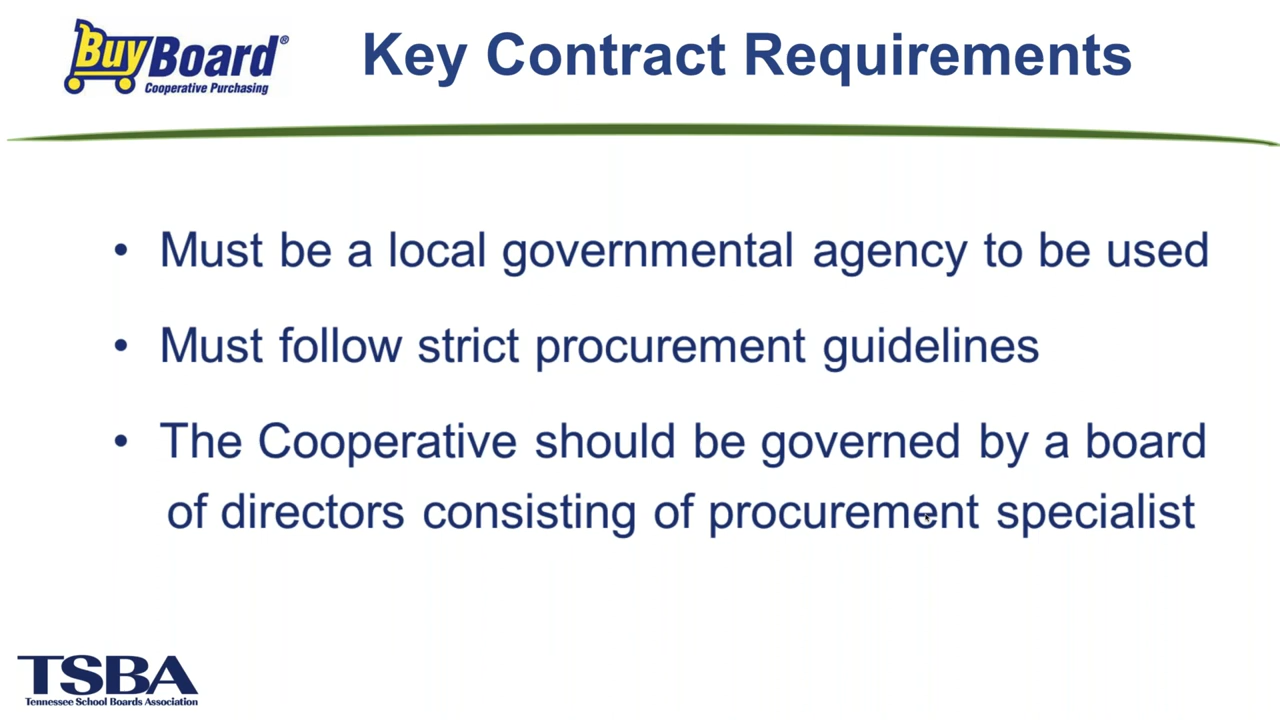 BuyBoard®
Cooperative Purchasing
Key Contract Requirements
• Must be a local governmental agency to be used
• Must follow strict procurement guidelines
• The Cooperative should be governed by a board
of directors consisting of procurement specialist
TSBA
Tennessee School Boards Association